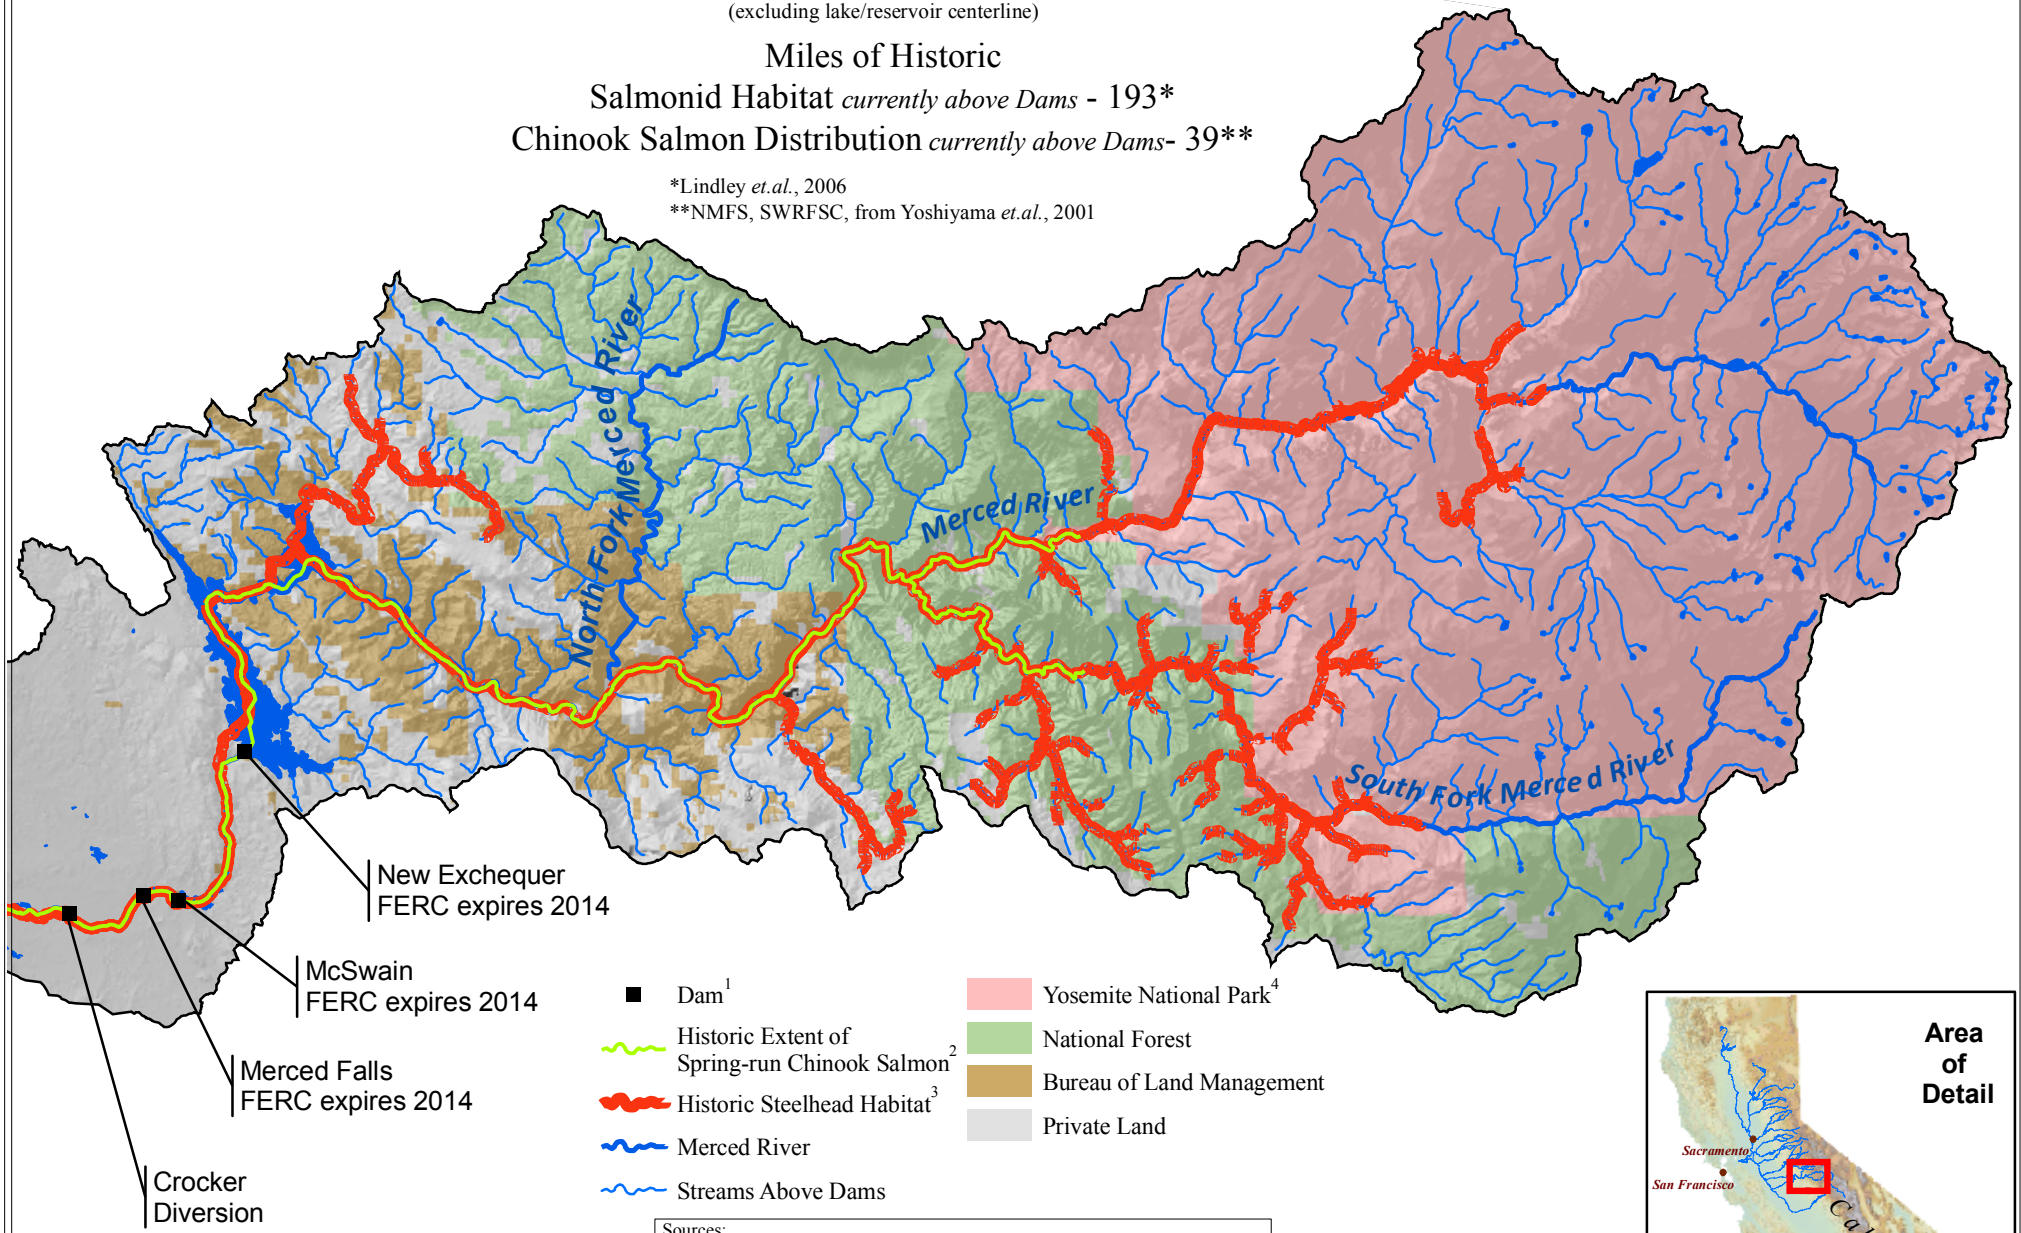 (excluding lake/reservoir centerline)
Miles of Historic
Salmonid Habitat currently above Dams - 193*
Chinook Salmon Distribution currently above Dams- 39**
*Lindley et.al., 2006
**NMFS, SWRFSC, from Yoshiyama et.al., 2001
North Fork Merced River
Merced River
South Fork Merced River
New Exchequer
FERC expires 2014
McSwain
FERC expires 2014
Merced Falls
FERC expires 2014
Crocker
Diversion
Dam1
Historic Extent of
Spring-run Chinook Salmon2
Historic Steelhead Habitat3
Merced River
Streams Above Dams
Yosemite National Park4
National Forest
Bureau of Land Management
Private Land
Sources:
Area
of
Detail
Sacramento
San Francisco
Cal